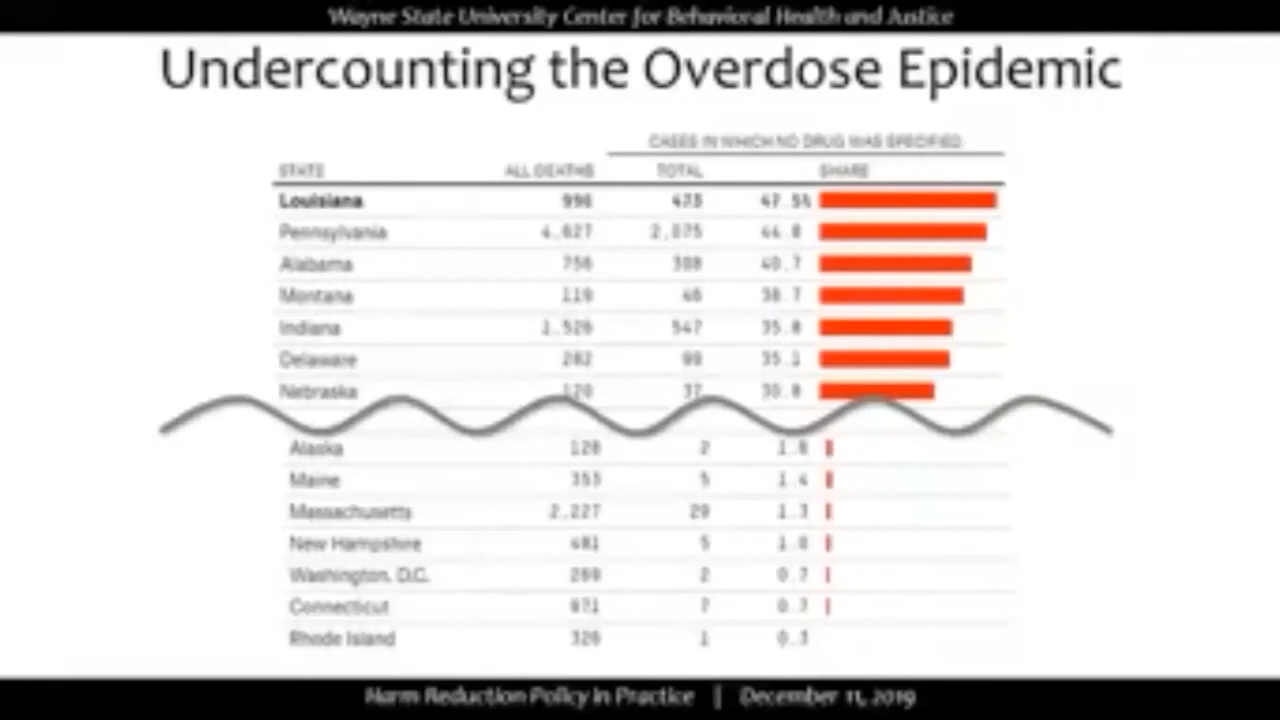 Wayne State University Center for Behavioral Health and Justice
Undercounting the Overdose Epidemic
CASES IN WHICH NO DRUG WAS SPECIFIED
STATE ALL DEATHS TOTAL SHARE
Louisiana 996 473 47.5%
Pennsylvania 4,627 2,075 44.8
Alabama 756 308 40.7
Montana 119 46 38.7
Indiana 1,526 547 35.8
Delaware 282 99 35.1
Nebraska 120 37 30.8
Alaska 128 2 1.6
Maine 353 5 1.4
Massachusetts 2,227 29 1.3
New Hampshire 481 5 1.0
Washington, D.C. 269 2 0.7
Connecticut 971 7 0.7
Rhode Island 326 1 0.3
Harm Reduction Policy in Practice | December 11, 2019